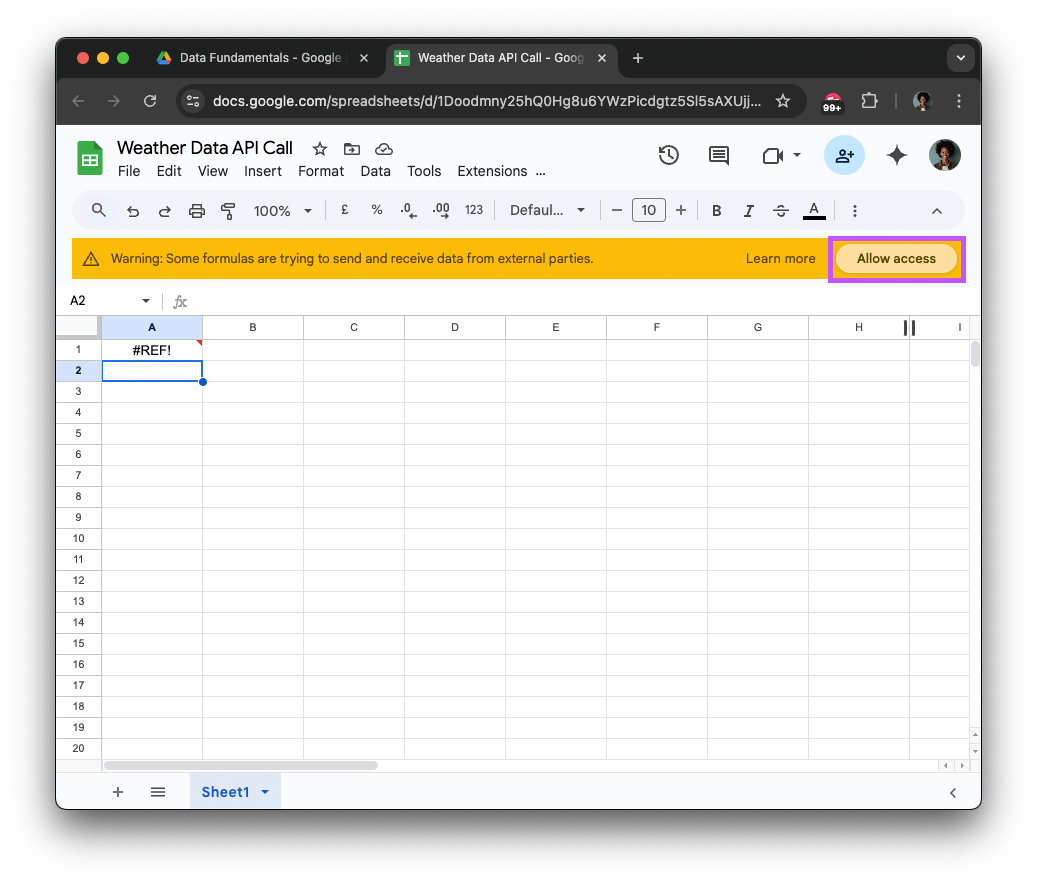 Data Fundamentals - Google
Weather Data API Call - Goog
docs.google.com/spreadsheets/d/1Doodmny25hQ0Hg8u6YWzPicdgtz5Sl5sAXUjj...
99+
Weather Data API Call
File Edit View Insert Format Data Tools Extensions ...
100% £ % .0 .00 123 Defaul... − 10 + B I S A
Warning: Some formulas are trying to send and receive data from external parties. Learn more Allow access
A2 fx
A B C D E F G H I
1 #REF!
2
3
4
5
6
7
8
9
10
11
12
13
14
15
16
17
18
19
20
Sheet1